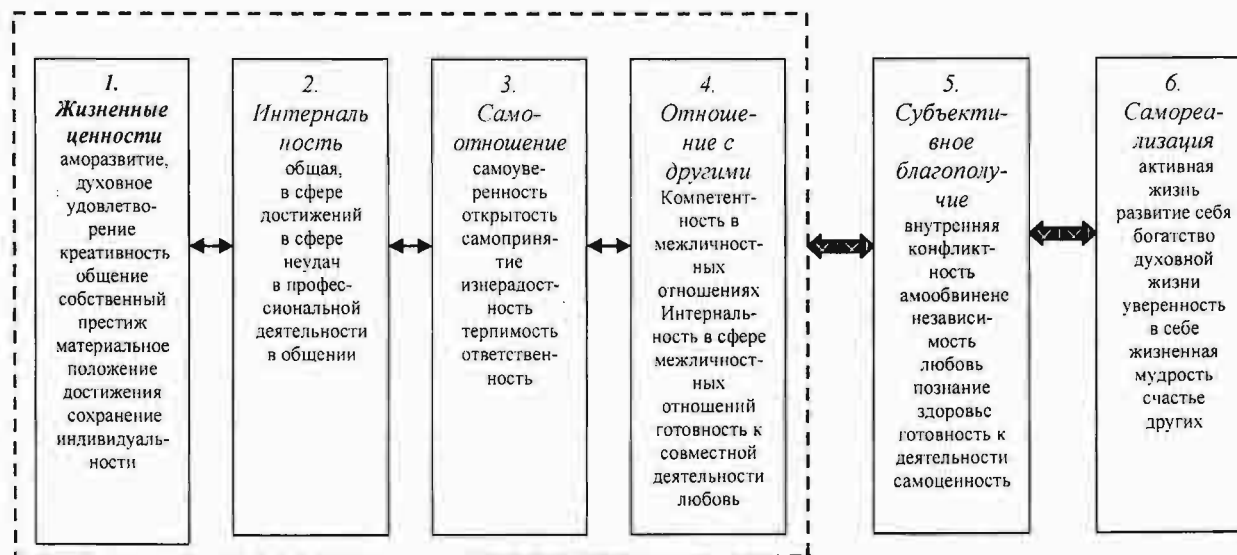 1.
Жизненные
ценности
аморазвитие,
духовное
удовлетво-
рение
креативность
общение
собственный
престиж
материальное
положение
достижения
сохранение
индивидуаль-
ности
2.
Интерналь
ность
общая,
в сфере
достижений
в сфере
неудач
в профес-
сиональной
деятельности
в общении
3.
Само-
отношение
самоуве-
ренность
открытость
самоприня-
тие
изнерадост-
ность
терпимость
ответствен-
ность
4.
Отноше-
ние с
другими
Компетент-
ность в
межличност-
ных
отношениях
Интерналь-
ность в сфере
межличност-
ных
отношений
готовность к
совместной
деятельности
любовь
5.
Субъекти-
вное
благополу-
чие
внутренняя
конфликт-
ность
амообвинене
независи-
мость
любовь
познание
здоровье
готовность к
деятельности
самоценность
6.
Самореа-
лизация
активная
жизнь
развитие себя
богатство
духовной
жизни
уверенность
в себе
жизненная
мудрость
счастье
других